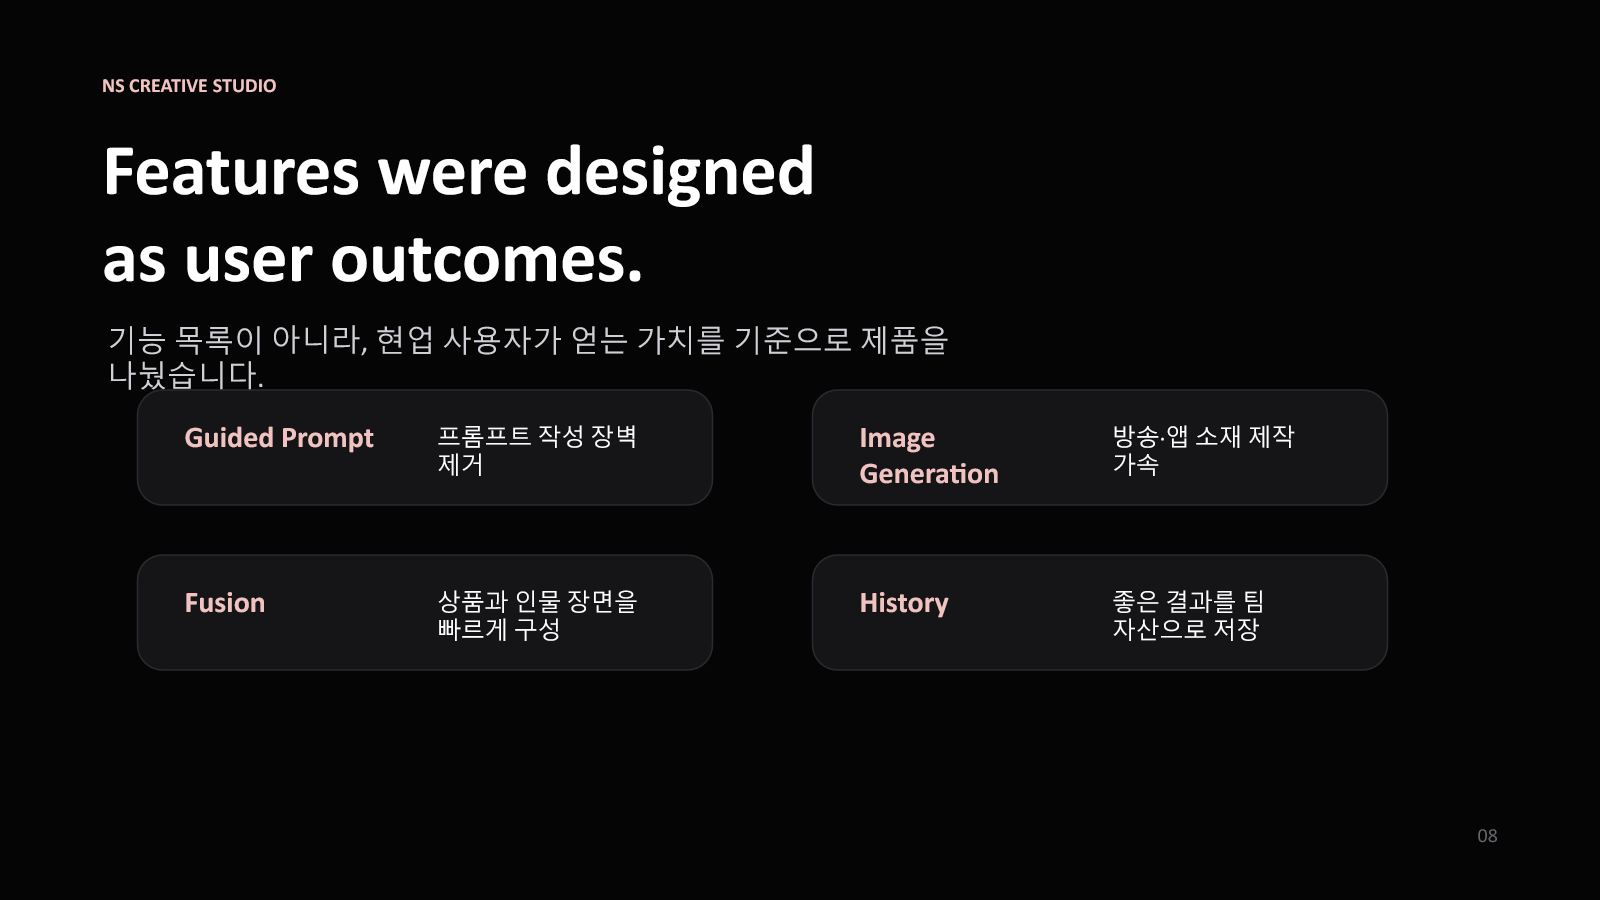 NS CREATIVE STUDIO
Features were designed
as user outcomes.
기능 목록이 아니라, 현업 사용자가 얻는 가치를 기준으로 제품을
나눴습니다.
Guided Prompt
프롬프트 작성 장벽
제거
Image
Generation
방송·앱 소재 제작
가속
Fusion
상품과 인물 장면을
빠르게 구성
History
좋은 결과를 팀
자산으로 저장
08